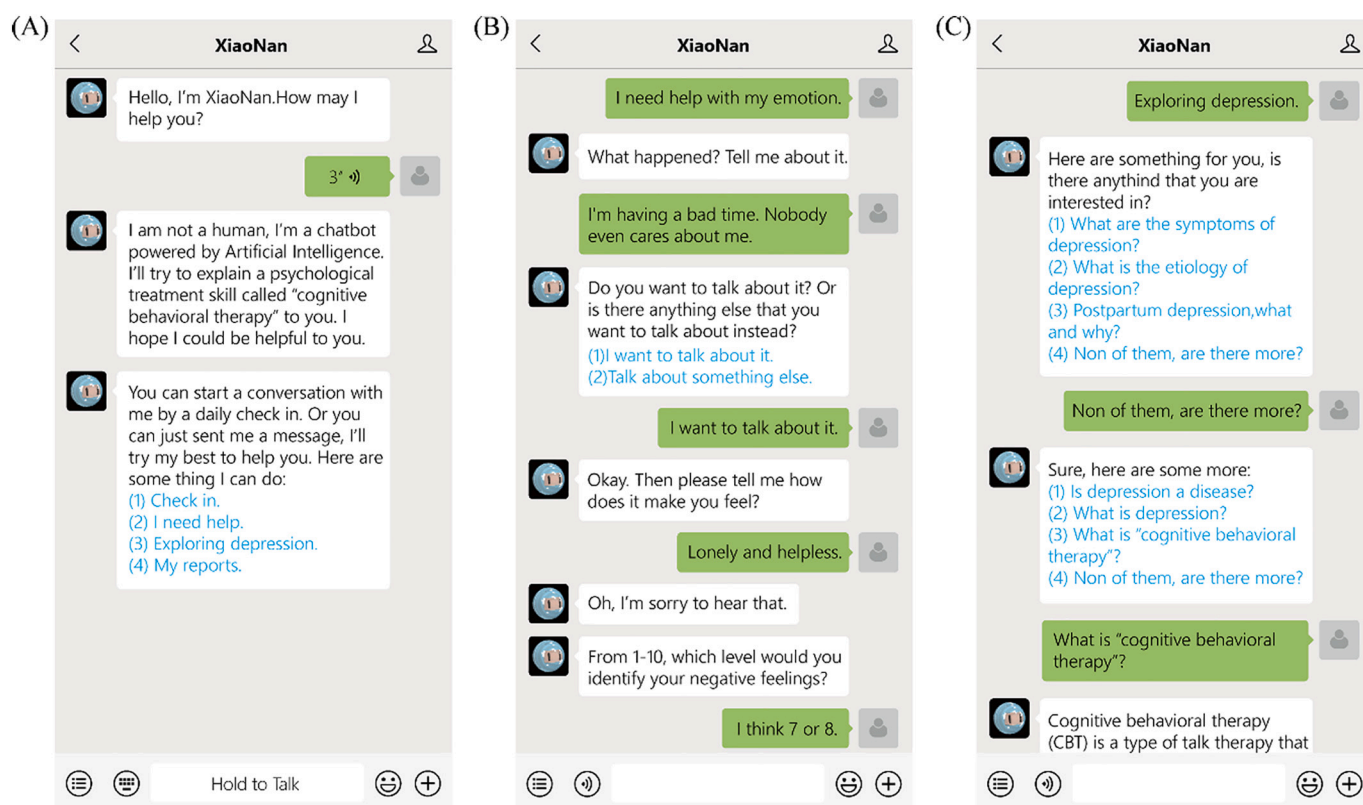 (A)
XiaoNan
Hello, I'm XiaoNan.How may I
help you?
3"
I am not a human, I'm a chatbot
powered by Artificial Intelligence.
I'll try to explain a psychological
treatment skill called “cognitive
behavioral therapy” to you. I
hope I could be helpful to you.
You can start a conversation with
me by a daily check in. Or you
can just sent me a message, I'll
try my best to help you. Here are
some thing I can do:
(1) Check in.
(2) I need help.
(3) Exploring depression.
(4) My reports.
Hold to Talk
(B)
XiaoNan
I need help with my emotion.
What happened? Tell me about it.
I'm having a bad time. Nobody
even cares about me.
Do you want to talk about it? Or
is there anything else that you
want to talk about instead?
(1)I want to talk about it.
(2)Talk about something else.
I want to talk about it.
Okay. Then please tell me how
does it make you feel?
Lonely and helpless.
Oh, I'm sorry to hear that.
From 1-10, which level would you
identify your negative feelings?
I think 7 or 8.
(C)
XiaoNan
Exploring depression.
Here are something for you, is
there anythind that you are
interested in?
(1) What are the symptoms of
depression?
(2) What is the etiology of
depression?
(3) Postpartum depression,what
and why?
(4) Non of them, are there more?
Non of them, are there more?
Sure, here are some more:
(1) Is depression a disease?
(2) What is depression?
(3) What is “cognitive behavioral
therapy”?
(4) Non of them, are there more?
What is “cognitive behavioral
therapy”?
Cognitive behavioral therapy
(CBT) is a type of talk therapy that